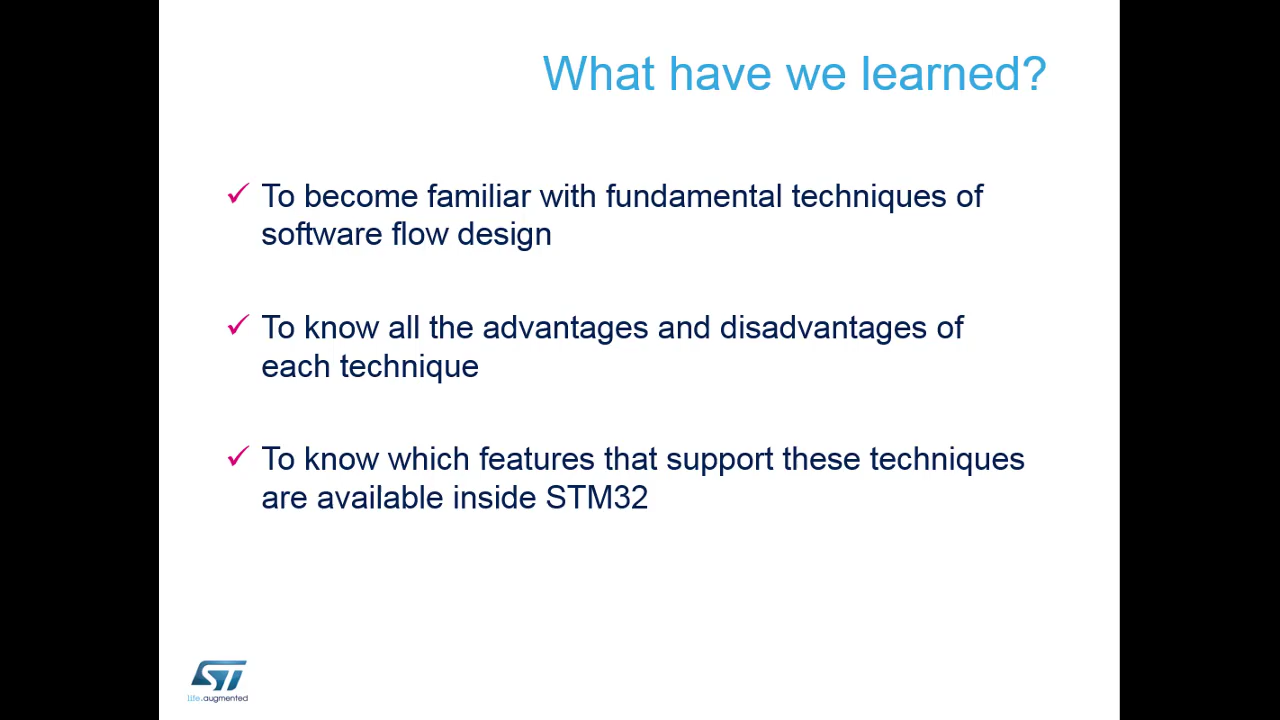 What have we learned?
To become familiar with fundamental techniques of
software flow design
To know all the advantages and disadvantages of
each technique
To know which features that support these techniques
are available inside STM32
ST
life.augmented